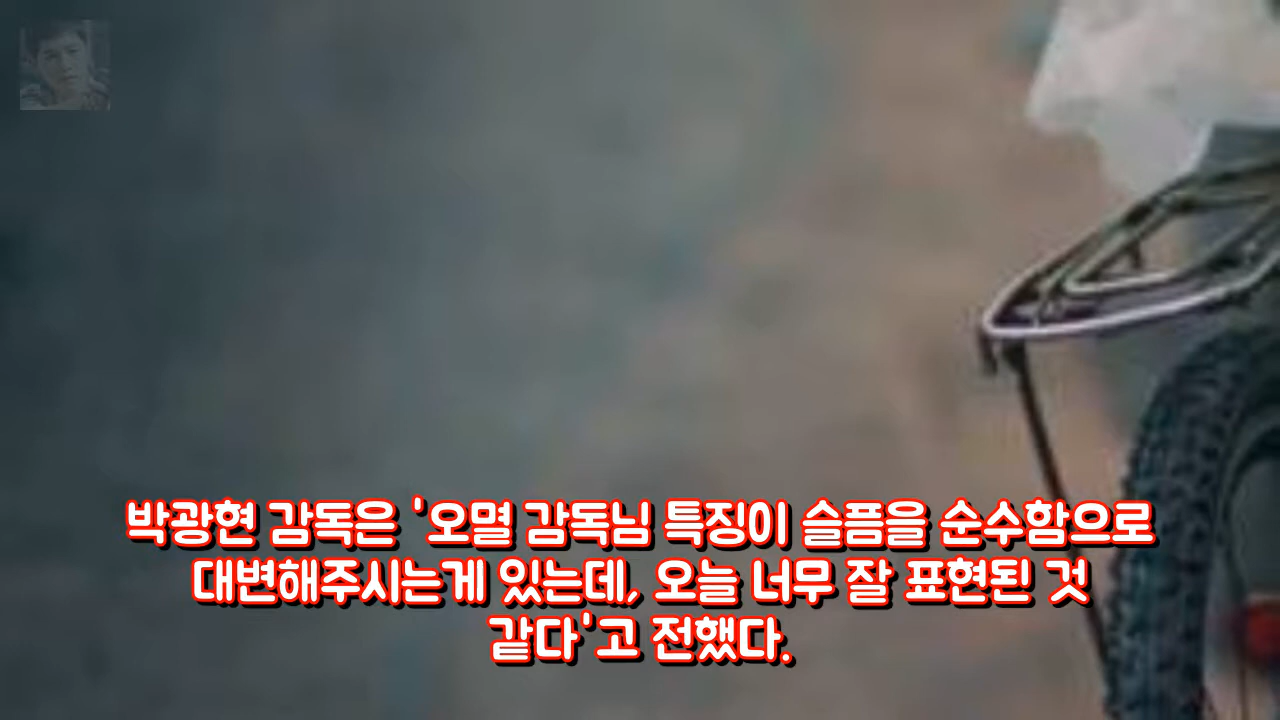 박광현 감독은 '오멸 감독님 특징이 슬픔을 순수함으로
대변해주시는게 있는데, 오늘 너무 잘 표현된 것
같다'고 전했다.